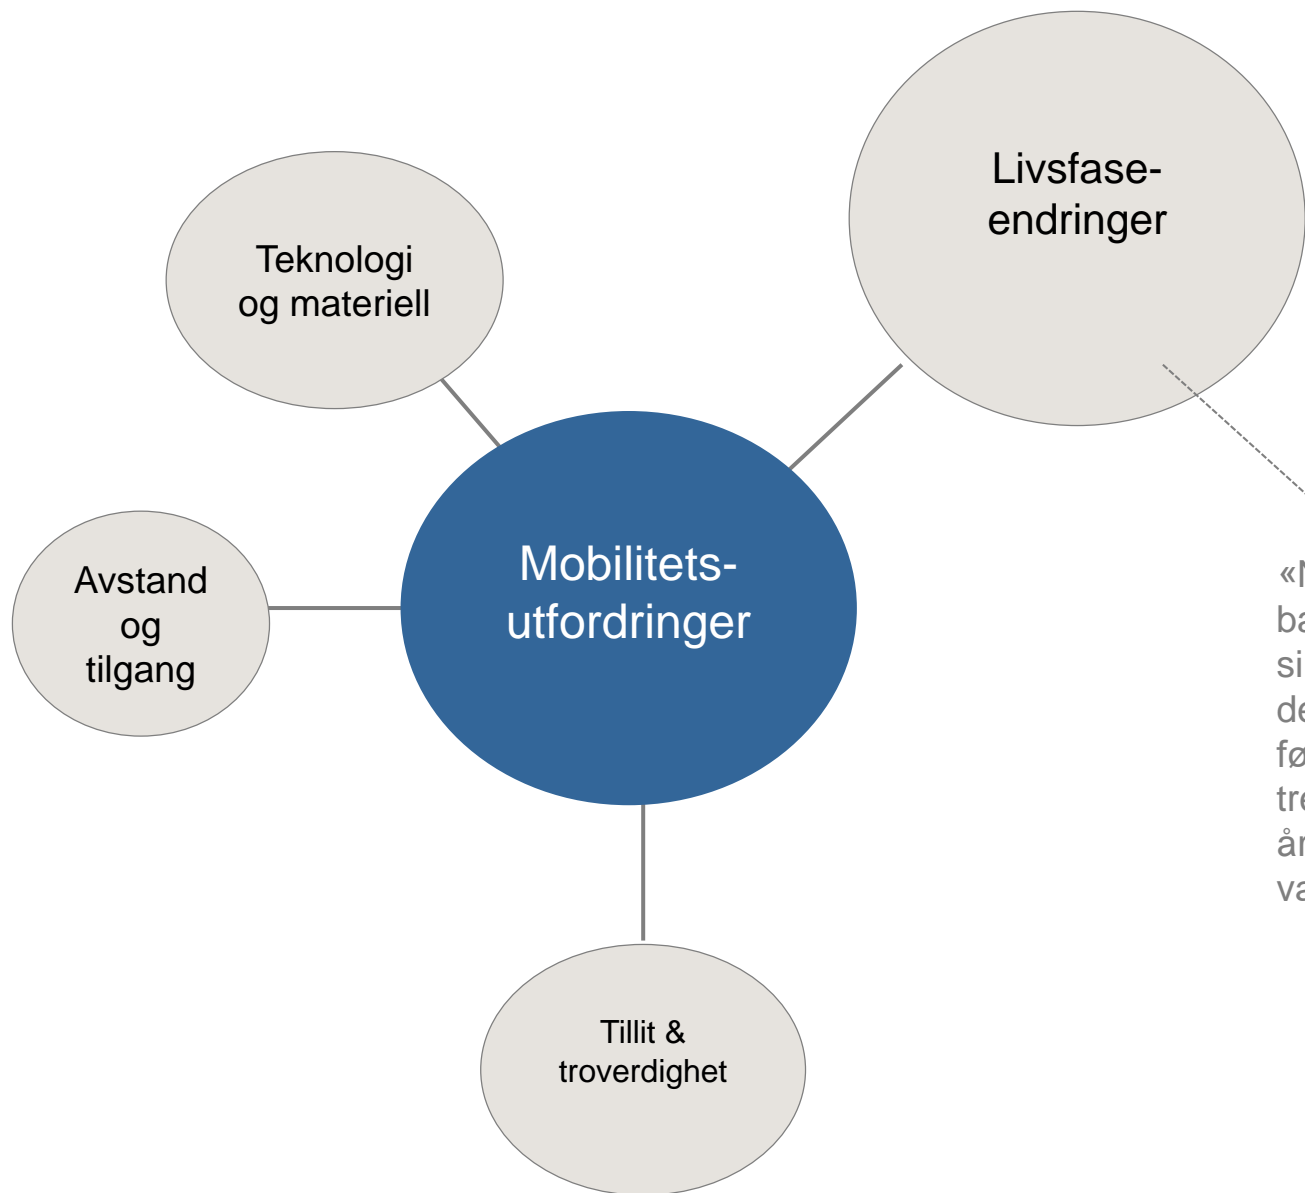 Livsfase-
endringer
Teknologi
og materiell
Mobilitets-
utfordringer
Avstand
og
tilgang
Tillit &
troverdighet